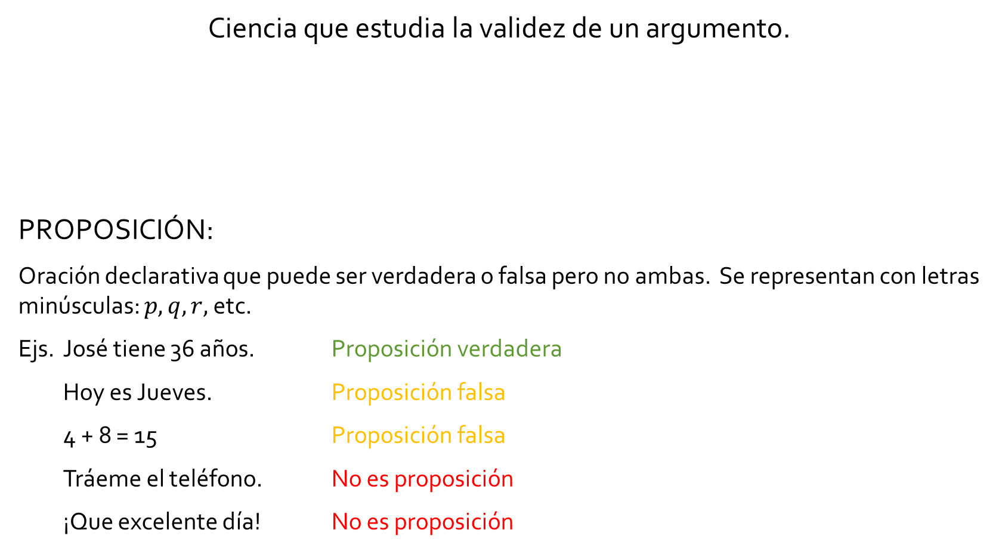 Ciencia que estudia la validez de un argumento.
PROPOSICIÓN:
Oración declarativa que puede ser verdadera o falsa pero no ambas. Se representan con letras
minúsculas: p, q, r, etc.
Ejs. José tiene 36 años. Proposición verdadera
Hoy es Jueves. Proposición falsa
4 + 8 = 15 Proposición falsa
Tráeme el teléfono. No es proposición
¡Que excelente día! No es proposición